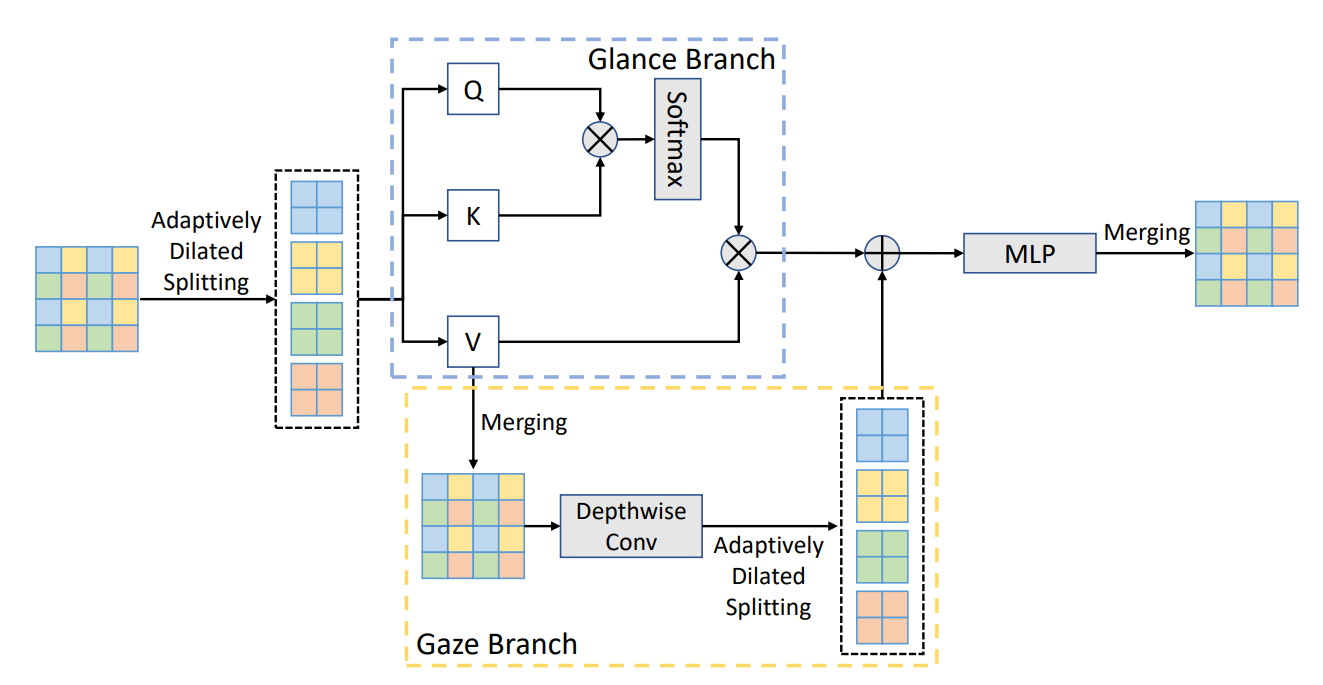 Glance Branch
Q
Softmax
K
Adaptively
Dilated
Splitting
MLP
Merging
V
Merging
Depthwise
Conv
Adaptively
Dilated
Splitting
Gaze Branch